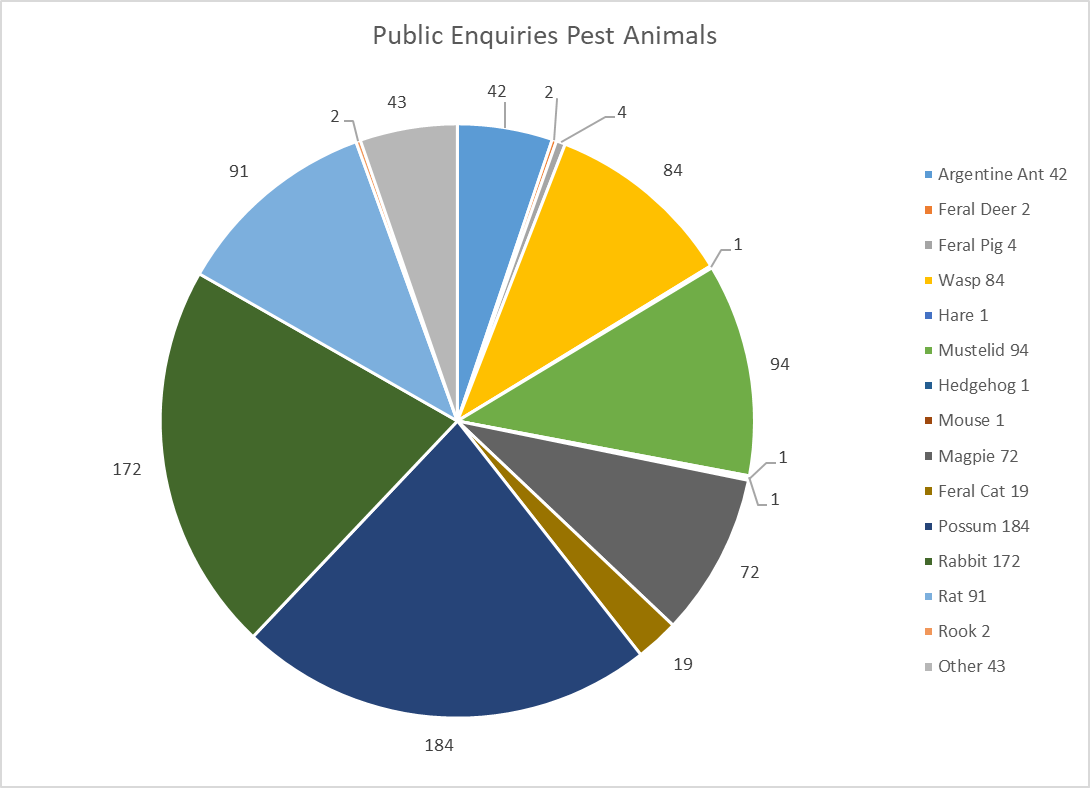 Public Enquiries Pest Animals
42
2
4
84
1
94
1
1
72
19
184
172
91
2
43
Argentine Ant 42
Feral Deer 2
Feral Pig 4
Wasp 84
Hare 1
Mustelid 94
Hedgehog 1
Mouse 1
Magpie 72
Feral Cat 19
Possum 184
Rabbit 172
Rat 91
Rook 2
Other 43